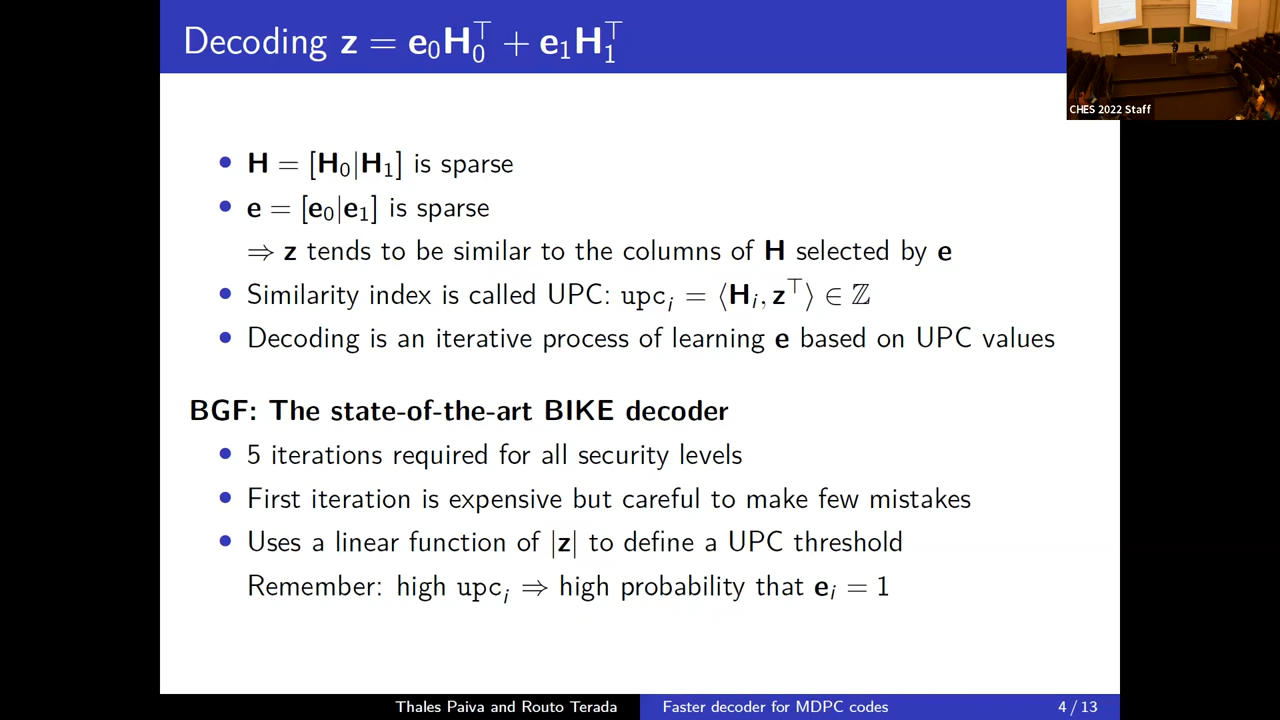 Decoding z = e₀H₀⊤ + e₁H₁⊤
CHES 2022 Staff
• H = [H₀|H₁] is sparse
• e = [e₀|e₁] is sparse
⇒ z tends to be similar to the columns of H selected by e
• Similarity index is called UPC: upcᵢ = ⟨Hᵢ, z⊤⟩ ∈ ℤ
• Decoding is an iterative process of learning e based on UPC values
BGF: The state-of-the-art BIKE decoder
• 5 iterations required for all security levels
• First iteration is expensive but careful to make few mistakes
• Uses a linear function of |z| to define a UPC threshold
Remember: high upcᵢ ⇒ high probability that eᵢ = 1
Thales Paiva and Routo Terada Faster decoder for MDPC codes 4 / 13